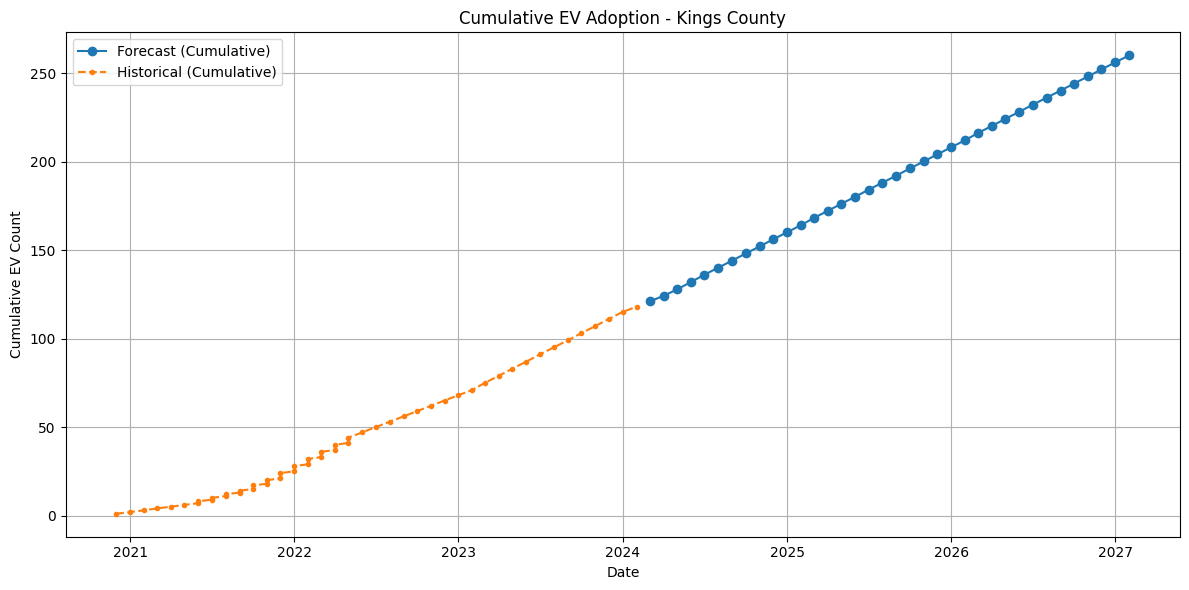 Cumulative EV Adoption - Kings County
Forecast (Cumulative)
Historical (Cumulative)
Cumulative EV Count
250
200
150
100
50
0
2021 2022 2023 2024 2025 2026 2027
Date